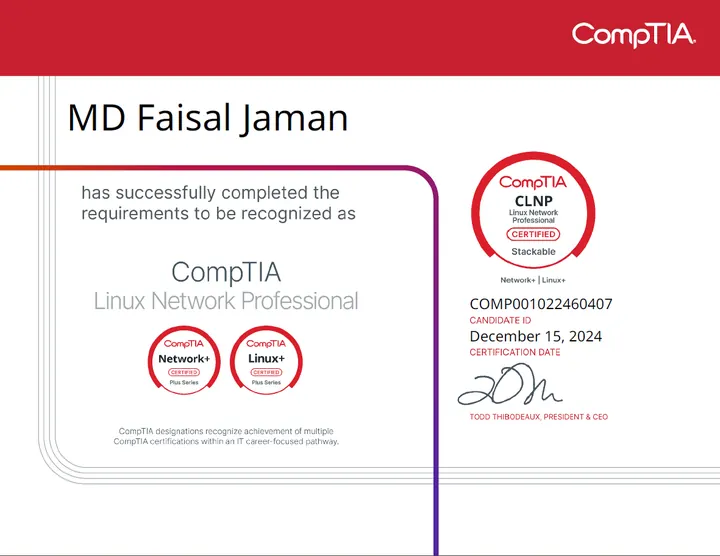 CompTIA.
MD Faisal Jaman
has successfully completed the
requirements to be recognized as
CompTIA
Linux Network Professional
CompTIA
Network+
CERTIFIED
Plus Series
CompTIA
Linux+
CERTIFIED
Plus Series
CompTIA designations recognize achievement of multiple
CompTIA certifications within an IT career-focused pathway.
CompTIA
CLNP
Linux Network
Professional
CERTIFIED
Stackable
Network+ | Linux+
COMP001022460407
CANDIDATE ID
December 15, 2024
CERTIFICATION DATE
TODD THIBODEAUX, PRESIDENT & CEO